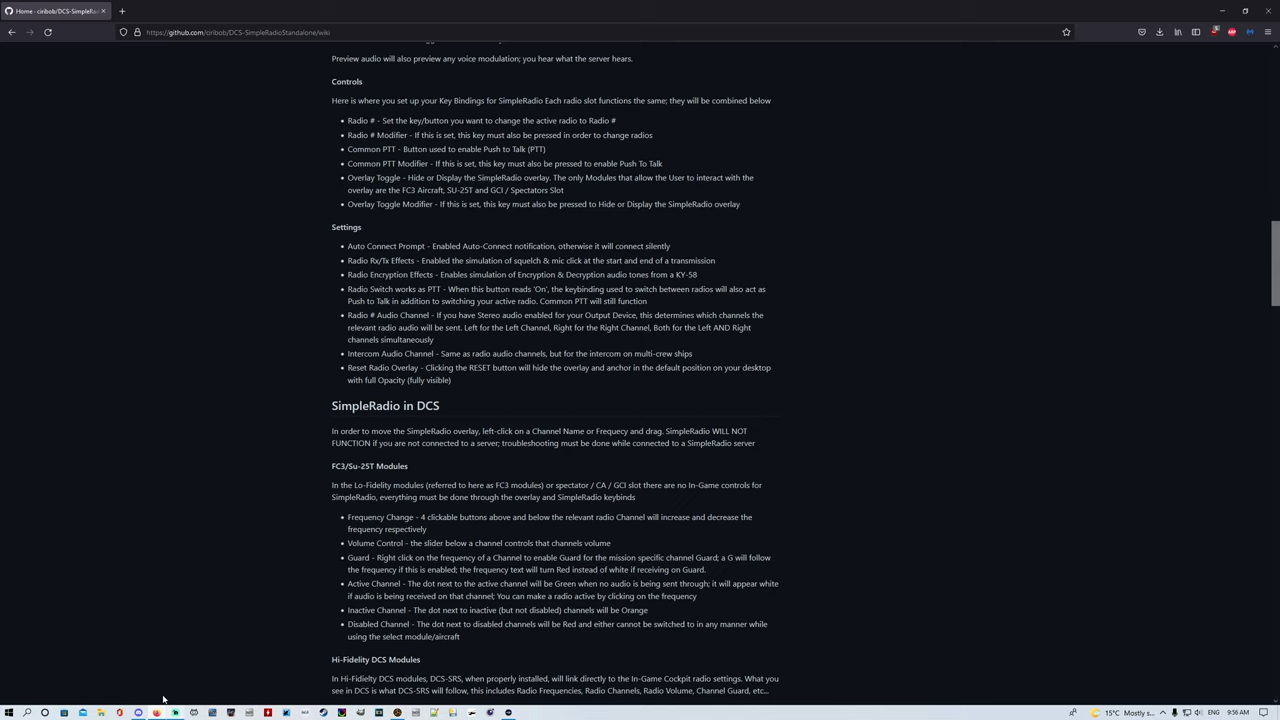 Home - ciribob/DCS-SimpleRa
https://github.com/ciribob/DCS-SimpleRadioStandalone/wiki
Preview audio will also preview any voice modulation; you hear what the server hears.
Controls
Here is where you set up your Key Bindings for SimpleRadio Each radio slot functions the same; they will be combined below
• Radio # - Set the key/button you want to change the active radio to Radio #
• Radio # Modifier - If this is set, this key must also be pressed in order to change radios
• Common PTT - Button used to enable Push to Talk (PTT)
• Common PTT Modifier - If this is set, this key must also be pressed to enable Push To Talk
• Overlay Toggle - Hide or Display the SimpleRadio overlay. The only Modules that allow the User to interact with the
overlay are the FC3 Aircraft, SU-25T and GCI / Spectators Slot
• Overlay Toggle Modifier - If this is set, this key must also be pressed to Hide or Display the SimpleRadio overlay
Settings
• Auto Connect Prompt - Enabled Auto-Connect notification, otherwise it will connect silently
• Radio Rx/Tx Effects - Enabled the simulation of squelch & mic click at the start and end of a transmission
• Radio Encryption Effects - Enables simulation of Encryption & Decryption audio tones from a KY-58
• Radio Switch works as PTT - When this button reads 'On', the keybinding used to switch between radios will also act as
Push to Talk in addition to switching your active radio. Common PTT will still function
• Radio # Audio Channel - If you have Stereo audio enabled for your Output Device, this determines which channels the
relevant radio audio will be sent. Left for the Left Channel, Right for the Right Channel, Both for the Left AND Right
channels simultaneously
• Intercom Audio Channel - Same as radio audio channels, but for the intercom on multi-crew ships
• Reset Radio Overlay - Clicking the RESET button will hide the overlay and anchor in the default position on your desktop
with full Opacity (fully visible)
SimpleRadio in DCS
In order to move the SimpleRadio overlay, left-click on a Channel Name or Frequecy and drag. SimpleRadio WILL NOT
FUNCTION if you are not connected to a server; troubleshooting must be done while connected to a SimpleRadio server
FC3/Su-25T Modules
In the Lo-Fidelity modules (referred to here as FC3 modules) or spectator / CA / GCI slot there are no In-Game controls for
SimpleRadio, everything must be done through the overlay and SimpleRadio keybinds
• Frequency Change - 4 clickable buttons above and below the relevant radio Channel will increase and decrease the
frequency respectively
• Volume Control - the slider below a channel controls that channels volume
• Guard - Right click on the frequency of a Channel to enable Guard for the mission specific channel Guard; a G will follow
the frequency if this is enabled; the frequency text will turn Red instead of white if receiving on Guard.
• Active Channel - The dot next to the active channel will be Green when no audio is being sent through; it will appear white
if audio is being received on that channel; You can make a radio active by clicking on the frequency
• Inactive Channel - The dot next to inactive (but not disabled) channels will be Orange
• Disabled Channel - The dot next to disabled channels will be Red and either cannot be switched to in any manner while
using the select module/aircraft
Hi-Fidelity DCS Modules
In Hi-Fidielty DCS modules, DCS-SRS, when properly installed, will link directly to the In-Game Cockpit radio settings. What you
see in DCS is what DCS-SRS will follow, this includes Radio Frequencies, Radio Channels, Radio Volume, Channel Guard, etc...
15°C Mostly s... ENG 9:56 AM